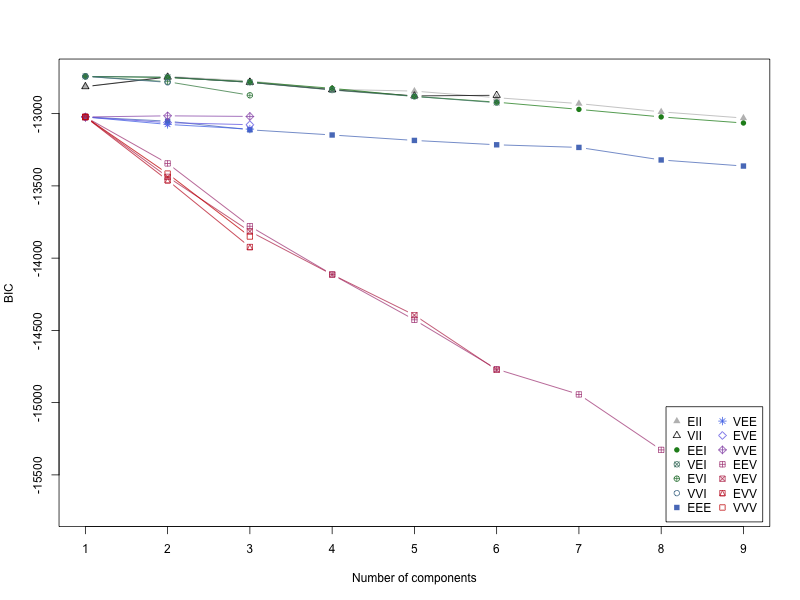 BIC
-13000
-13500
-14000
-14500
-15000
-15500
1 2 3 4 5 6 7 8 9
Number of components
EII VEE
VII EVE
EEI VVE
VEI EEV
EVI VEV
VVI EVV
EEE VVV